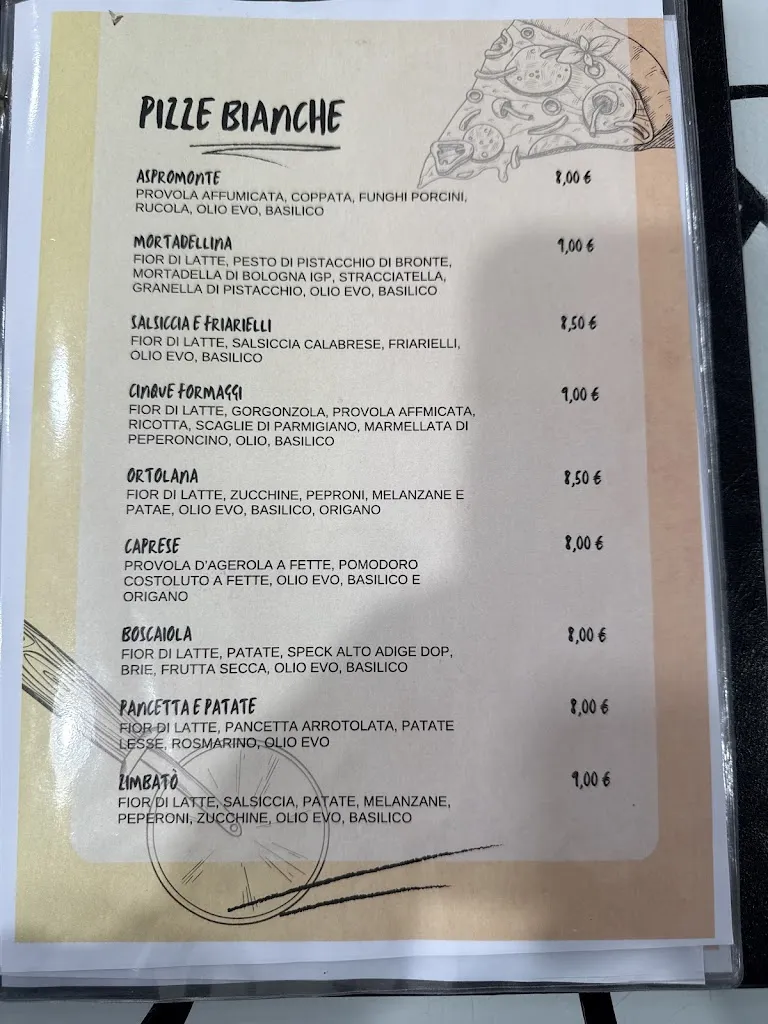 PIZZE BIANCHE
ASPROMONTE 8,00 €
PROVOLA AFFUMICATA, COPPATA, FUNGHI PORCINI,
RUCOLA, OLIO EVO, BASILICO
MORTADELLINA 9,00 €
FIOR DI LATTE, PESTO DI PISTACCHIO DI BRONTE,
MORTADELLA DI BOLOGNA IGP, STRACCIATELLA,
GRANELLA DI PISTACCHIO, OLIO EVO, BASILICO
SALSICCIA E FRIARIELLI 8,50 €
FIOR DI LATTE, SALSICCIA CALABRESE, FRIARIELLI,
OLIO EVO, BASILICO
CINQUE FORMAGGI 9,00 €
FIOR DI LATTE, GORGONZOLA, PROVOLA AFFMICATA,
RICOTTA, SCAGLIE DI PARMIGIANO, MARMELLATA DI
PEPERONCINO, OLIO, BASILICO
ORTOLANA 8,50 €
FIOR DI LATTE, ZUCCHINE, PEPRONI, MELANZANE E
PATAE, OLIO EVO, BASILICO, ORIGANO
CAPRESE 8,00 €
PROVOLA D'AGEROLA A FETTE, POMODORO
COSTOLUTO A FETTE, OLIO EVO, BASILICO E
ORIGANO
BOSCAIOLA 8,00 €
FIOR DI LATTE, PATATE, SPECK ALTO ADIGE DOP,
BRIE, FRUTTA SECCA, OLIO EVO, BASILICO
PANCETTA E PATATE 8,00 €
FIOR DI LATTE, PANCETTA ARROTOLATA, PATATE
LESSE, ROSMARINO, OLIO EVO
ZIMBATÒ 9,00 €
FIOR DI LATTE, SALSICCIA, PATATE, MELANZANE,
PEPERONI, ZUCCHINE, OLIO EVO, BASILICO